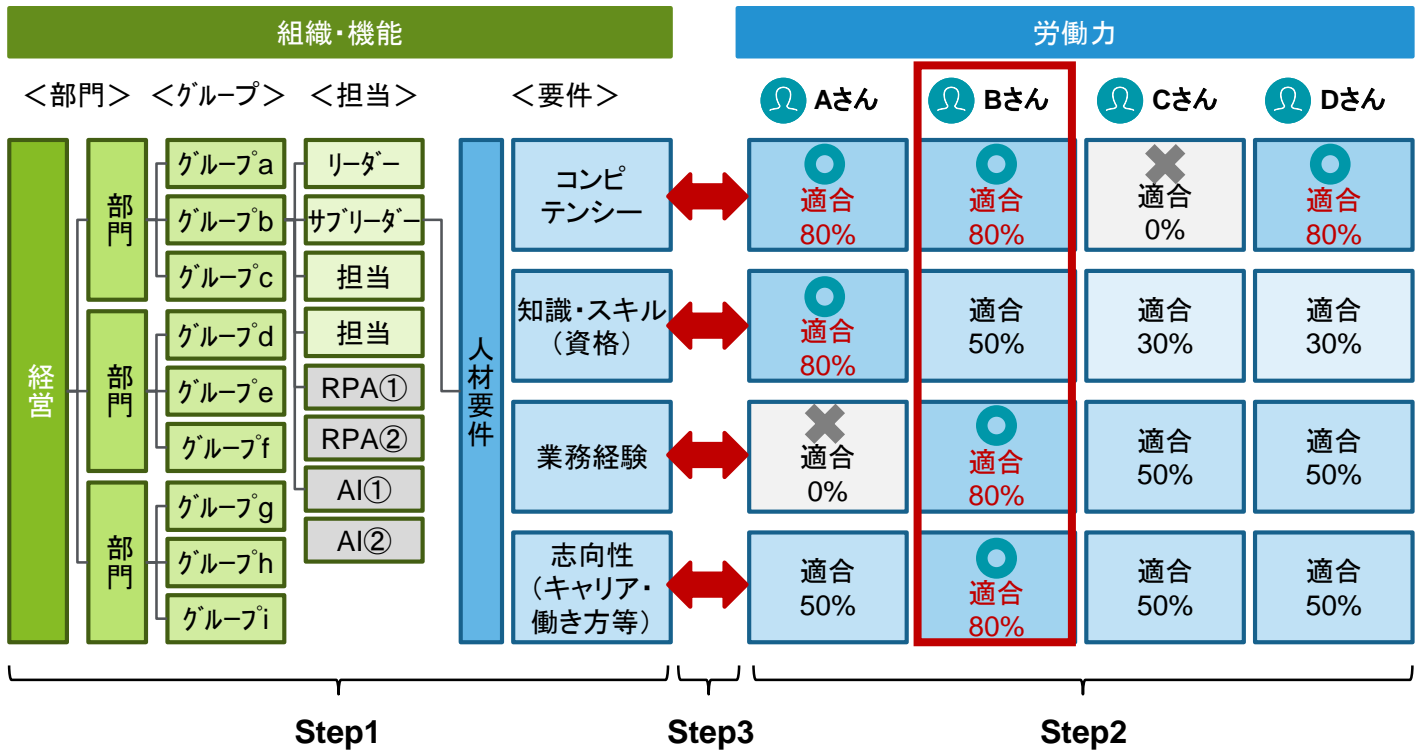 組織・機能
労働力
＜部門＞
＜ｸﾞﾙｰﾌﾟ＞
＜担当＞
＜要件＞
Aさん
Bさん
Cさん
Dさん
経営
部門
部門
部門
ｸﾞﾙｰﾌﾟa
ｸﾞﾙｰﾌﾟb
ｸﾞﾙｰﾌﾟc
ｸﾞﾙｰﾌﾟd
ｸﾞﾙｰﾌﾟe
ｸﾞﾙｰﾌﾟf
ｸﾞﾙｰﾌﾟg
ｸﾞﾙｰﾌﾟh
ｸﾞﾙｰﾌﾟi
ﾘｰﾀﾞｰ
ｻﾌﾞﾘｰﾀﾞｰ
担当
担当
RPA①
RPA②
AI①
AI②
人材要件
コンピ
テンシー
適合
80%
適合
80%
適合
0%
適合
80%
知識・スキル
（資格）
適合
80%
適合
50%
適合
30%
適合
30%
業務経験
適合
0%
適合
80%
適合
50%
適合
50%
志向性
（キャリア・
働き方等）
適合
50%
適合
80%
適合
50%
適合
50%
Step1
Step3
Step2